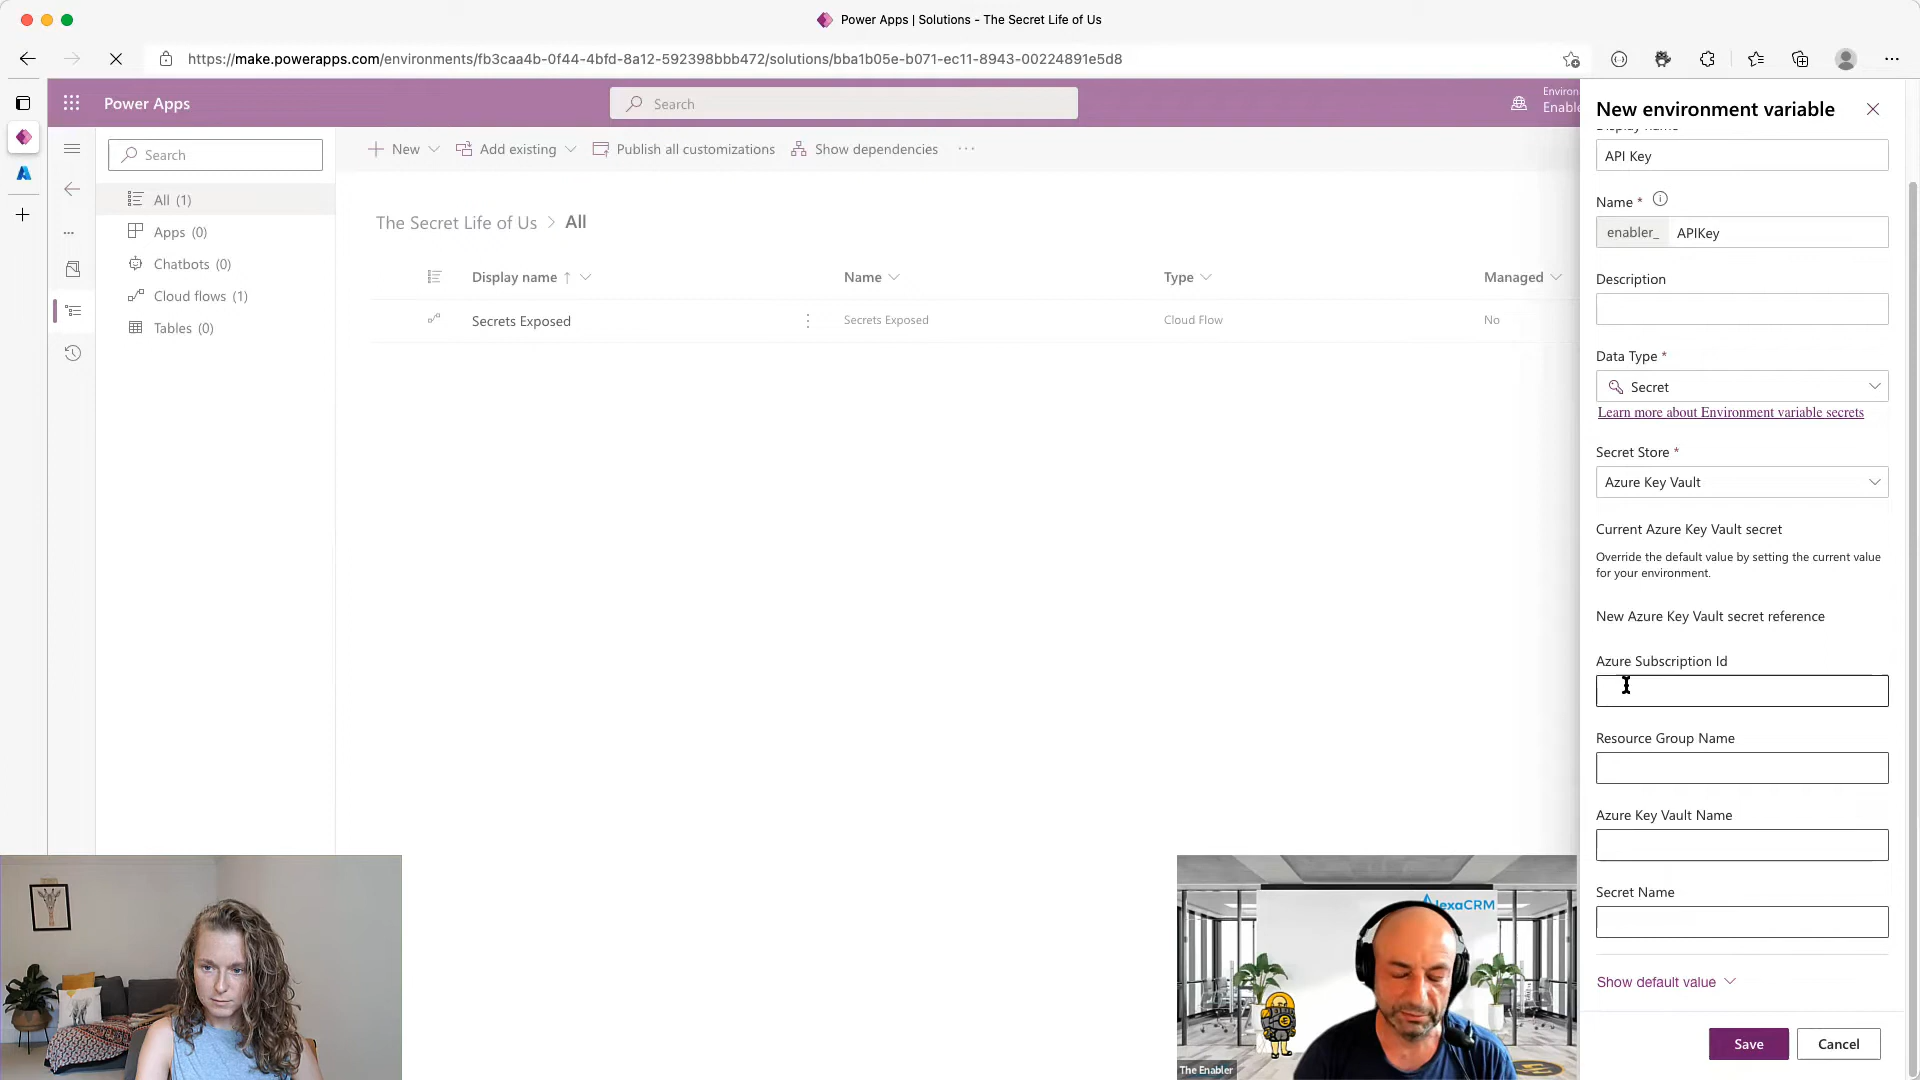 Power Apps | Solutions - The Secret Life of Us
https://make.powerapps.com/environments/fb3caa4b-0f44-4bfd-8a12-592398bbb472/solutions/bba1b05e-b071-ec11-8943-00224891e5d8
Power Apps
Search
Environ
Enable
Search
New
Add existing
Publish all customizations
Show dependencies
All (1)
Apps (0)
Chatbots (0)
Cloud flows (1)
Tables (0)
The Secret Life of Us > All
Display name ↑
Name
Type
Managed
Secrets Exposed
Secrets Exposed
Cloud Flow
No
New environment variable
Display name
API Key
Name *
enabler_
APIKey
Description
Data Type *
Secret
Learn more about Environment variable secrets
Secret Store *
Azure Key Vault
Current Azure Key Vault secret
Override the default value by setting the current value
for your environment.
New Azure Key Vault secret reference
Azure Subscription Id
Resource Group Name
Azure Key Vault Name
Secret Name
Show default value
Save
Cancel
AlexaCRM
The Enabler